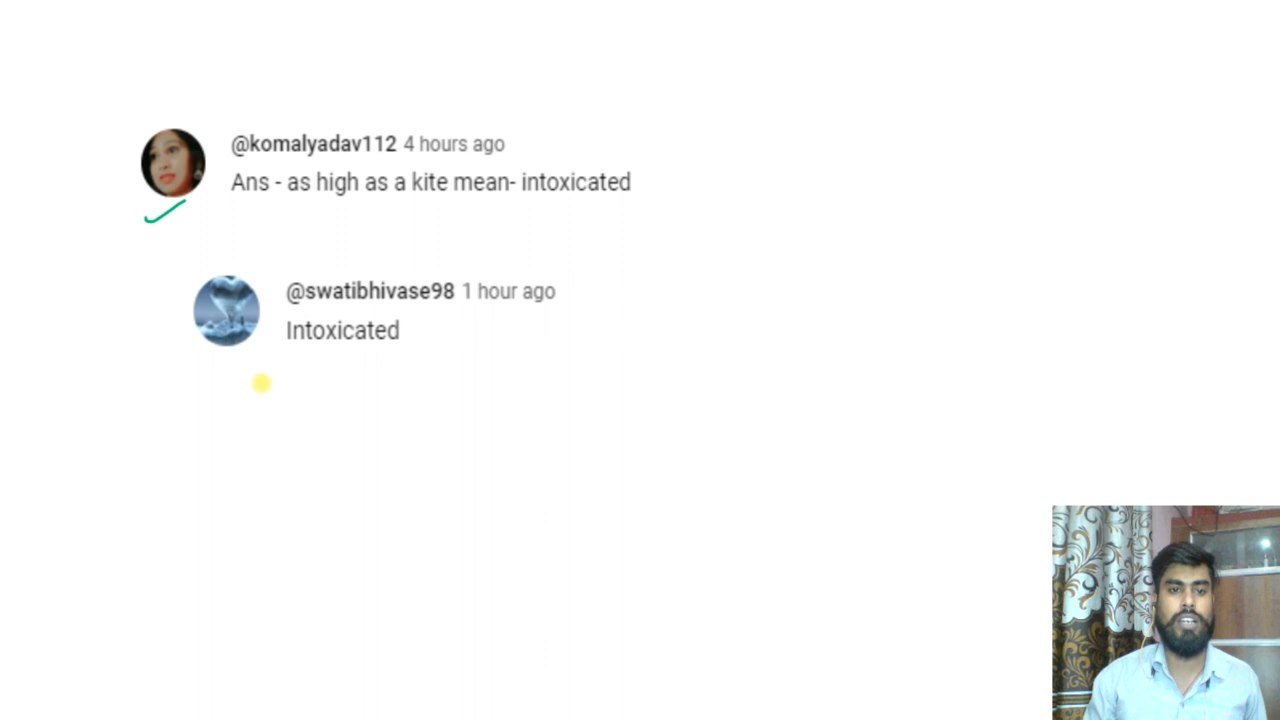 @komalyadav112 4 hours ago
Ans - as high as a kite mean- intoxicated
@swatibhivase98 1 hour ago
Intoxicated